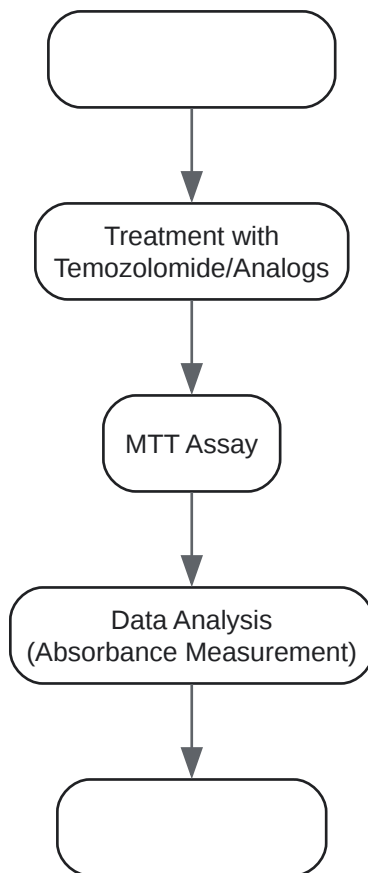 Treatment with
Temozolomide/Analogs
MTT Assay
Data Analysis
(Absorbance Measurement)